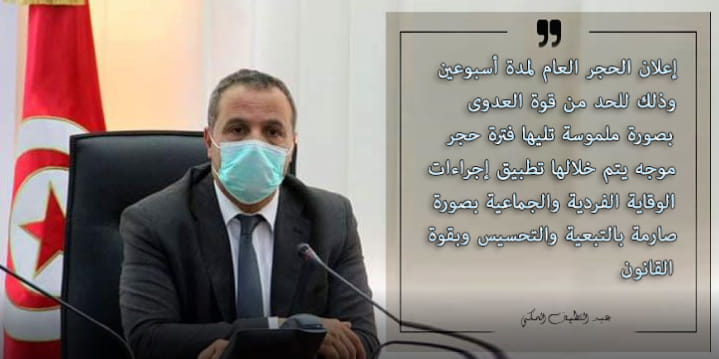 إعلان الحجر العام لمدة أسبوعين
وذلك للحد من قوة العدوى
بصورة ملموسة تليها فترة حجر
موجه يتم خلالها تطبيق إجراءات
الوقاية الفردية والجماعية بصورة
صارمة بالتبعية والتحسيس وبقوة
القانون
عبد اللطيف المكي